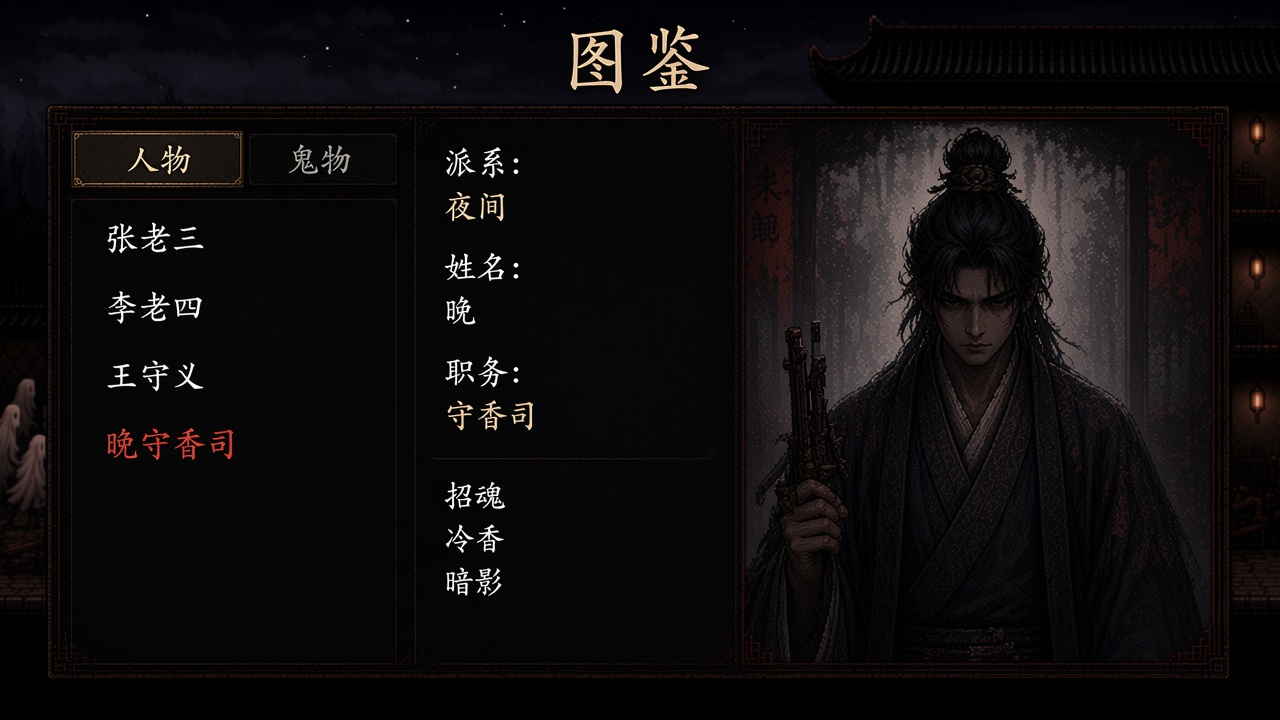 图鉴
人物
鬼物
张老三
李老四
王守义
晚守香司
派系：
夜间
姓名：
晚
职务：
守香司
招魂
冷香
暗影